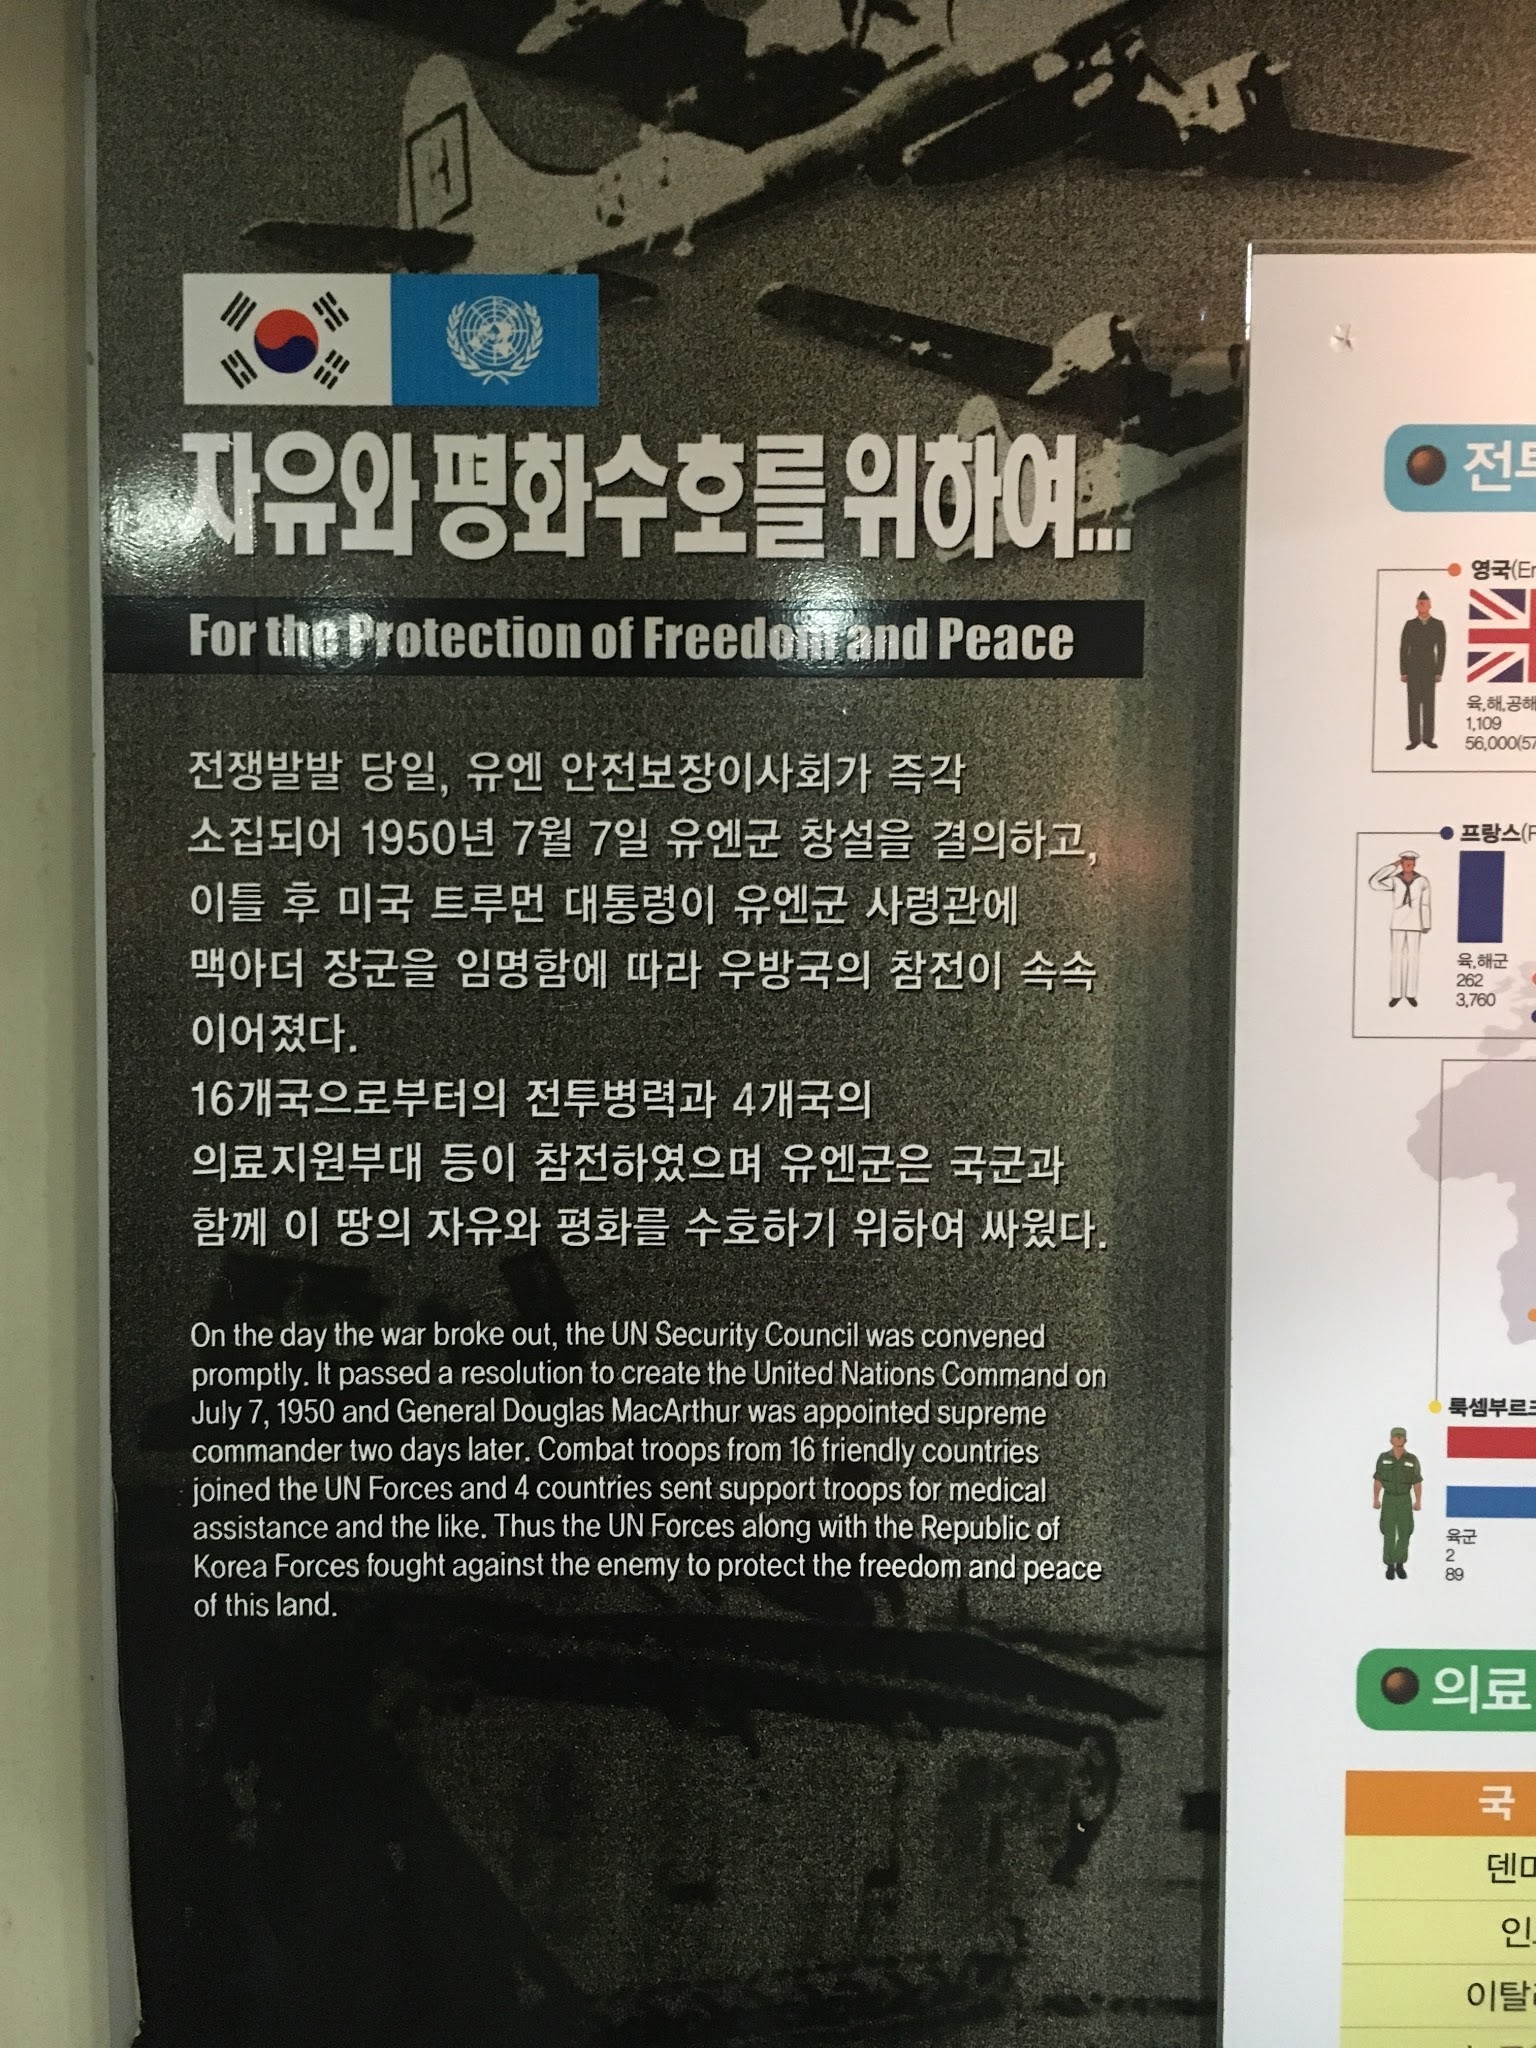 자유와 평화수호를 위하여...
For the Protection of Freedom and Peace
전쟁발발 당일, 유엔 안전보장이사회가 즉각
소집되어 1950년 7월 7일 유엔군 창설을 결의하고,
이틀 후 미국 트루먼 대통령이 유엔군 사령관에
맥아더 장군을 임명함에 따라 우방국의 참전이 속속
이어졌다.
16개국으로부터의 전투병력과 4개국의
의료지원부대 등이 참전하였으며 유엔군은 국군과
함께 이 땅의 자유와 평화를 수호하기 위하여 싸웠다.
On the day the war broke out, the UN Security Council was convened
promptly. It passed a resolution to create the United Nations Command on
July 7, 1950 and General Douglas MacArthur was appointed supreme
commander two days later. Combat troops from 16 friendly countries
joined the UN Forces and 4 countries sent support troops for medical
assistance and the like. Thus the UN Forces along with the Republic of
Korea Forces fought against the enemy to protect the freedom and peace
of this land.
H
영국
육,해,공해
1,109
56,000(57
프랑스
육,해군
262
3,760
룩셈부르크
육군
2
89
의료
국